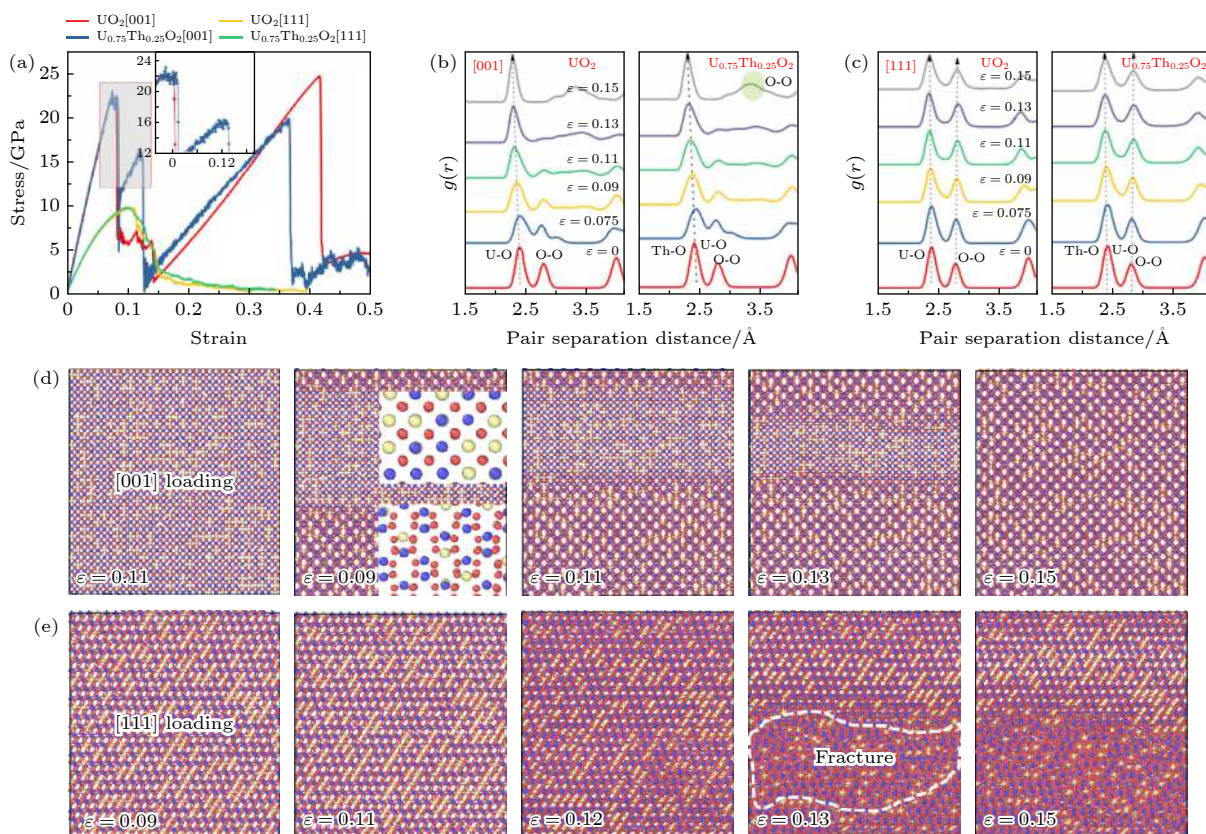 UO₂[001] UO₂[111]
U₀.₇₅Th₀.₂₅O₂[001] U₀.₇₅Th₀.₂₅O₂[111]
(a)
Stress/GPa
25
20
15
10
5
0
0 0.1 0.2 0.3 0.4 0.5
Strain
24
20
16
12
0 0.12
(b)
g(r)
[001] UO₂
ε = 0.15
ε = 0.13
ε = 0.11
ε = 0.09
ε = 0.075
ε = 0
U-O O-O
U₀.₇₅Th₀.₂₅O₂
O-O
Th-O U-O
O-O
1.5 2.5 3.5 2.5 3.5
Pair separation distance/Å
(c)
g(r)
[111] UO₂
ε = 0.15
ε = 0.13
ε = 0.11
ε = 0.09
ε = 0.075
ε = 0
U-O O-O
U₀.₇₅Th₀.₂₅O₂
Th-O U-O
O-O
1.5 2.5 3.5 1.5 2.5 3.5
Pair separation distance/Å
(d)
[001] loading
ε = 0.11 ε = 0.09 ε = 0.11 ε = 0.13 ε = 0.15
(e)
[111] loading
Fracture
ε = 0.09 ε = 0.11 ε = 0.12 ε = 0.13 ε = 0.15